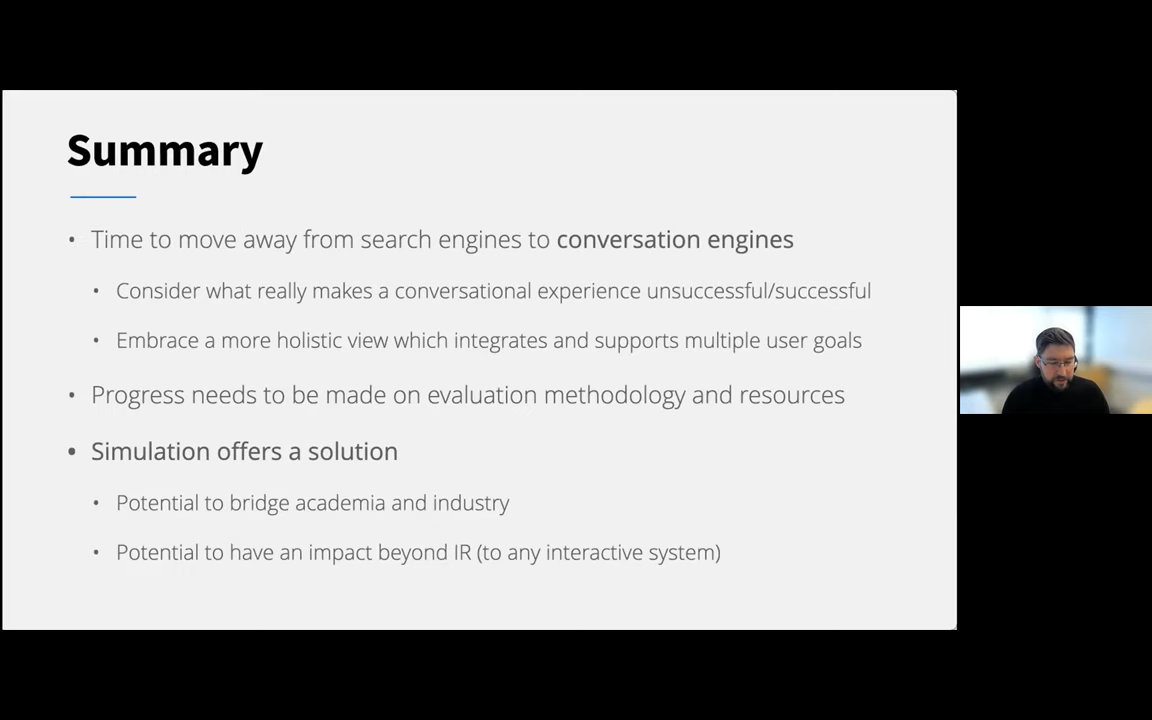 Summary
• Time to move away from search engines to conversation engines
• Consider what really makes a conversational experience unsuccessful/successful
• Embrace a more holistic view which integrates and supports multiple user goals
• Progress needs to be made on evaluation methodology and resources
• Simulation offers a solution
• Potential to bridge academia and industry
• Potential to have an impact beyond IR (to any interactive system)